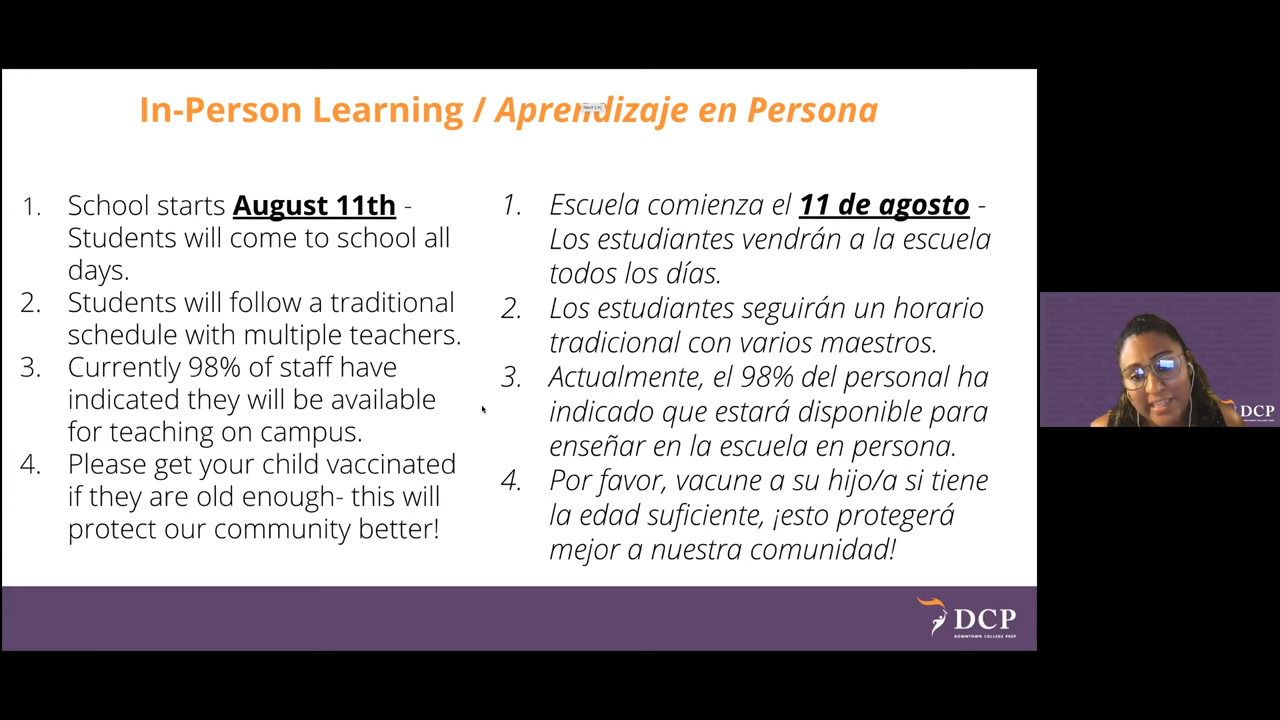 In-Person Learning / Aprendizaje en Persona
1. School starts August 11th -
Students will come to school all
days.
2. Students will follow a traditional
schedule with multiple teachers.
3. Currently 98% of staff have
indicated they will be available
for teaching on campus.
4. Please get your child vaccinated
if they are old enough- this will
protect our community better!
1. Escuela comienza el 11 de agosto -
Los estudiantes vendrán a la escuela
todos los días.
2. Los estudiantes seguirán un horario
tradicional con varios maestros.
3. Actualmente, el 98% del personal ha
indicado que estará disponible para
enseñar en la escuela en persona.
4. Por favor, vacune a su hijo/a si tiene
la edad suficiente, ¡esto protegerá
mejor a nuestra comunidad!
DCP
DOWNTOWN COLLEGE PREP
DCP
DOWNTOWN COLLEGE PREP